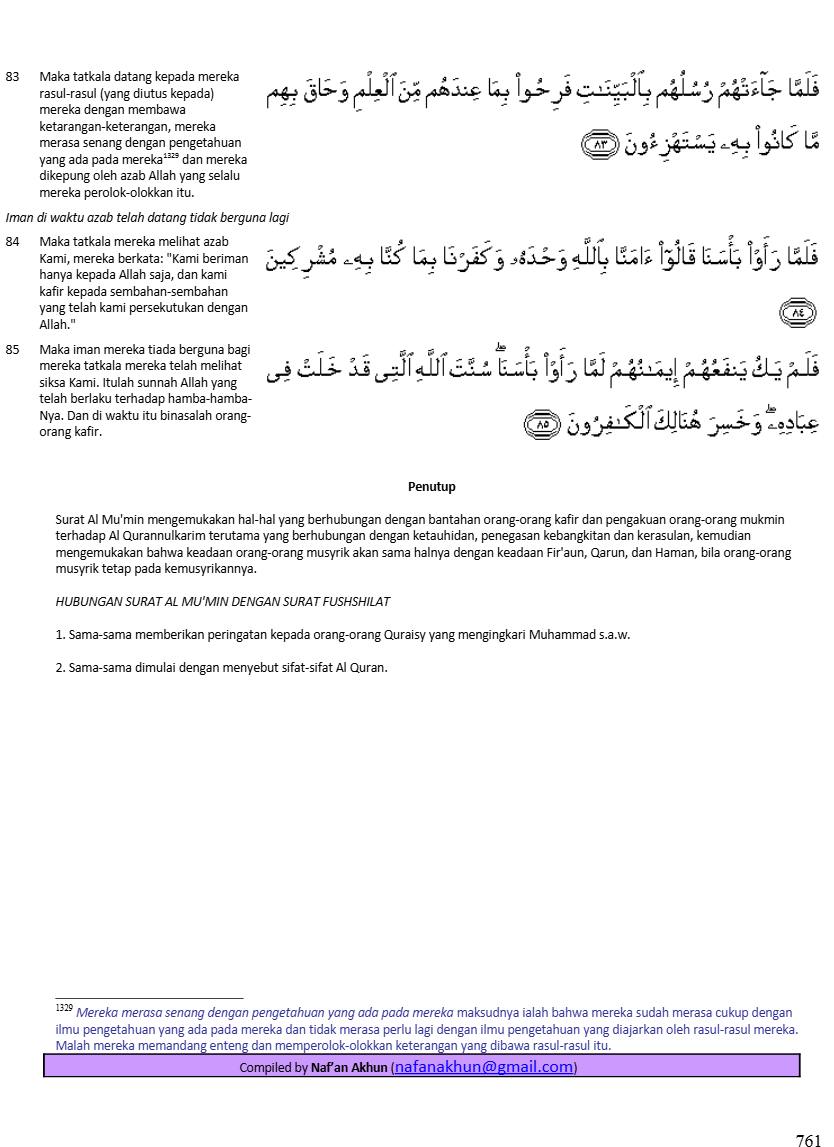 83 Maka tatkala datang kepada mereka
rasul-rasul (yang diutus kepada)
mereka dengan membawa
ketarangan-keterangan, mereka
merasa senang dengan pengetahuan
yang ada pada mereka1329 dan mereka
dikepung oleh azab Allah yang selalu
mereka perolok-olokkan itu.
فَلَمَّا جَآءَتْهُمْ رُسُلُهُم بِٱلْبَيِّنَـٰتِ فَرِحُوا۟ بِمَا عِندَهُم مِّنَ ٱلْعِلْمِ وَحَاقَ بِهِم
مَّا كَانُوا۟ بِهِۦ يَسْتَهْزِءُونَ ٨٣
Iman di waktu azab telah datang tidak berguna lagi
84 Maka tatkala mereka melihat azab
Kami, mereka berkata: "Kami beriman
hanya kepada Allah saja, dan kami
kafir kepada sembahan-sembahan
yang telah kami persekutukan dengan
Allah."
فَلَمَّا رَأَوْا۟ بَأْسَنَا قَالُوٓا۟ ءَامَنَّا بِٱللَّهِ وَحْدَهُۥ وَكَفَرْنَا بِمَا كُنَّا بِهِۦ مُشْرِكِينَ
٨٤
85 Maka iman mereka tiada berguna bagi
mereka tatkala mereka telah melihat
siksa Kami. Itulah sunnah Allah yang
telah berlaku terhadap hamba-hamba-
Nya. Dan di waktu itu binasalah orang-
orang kafir.
فَلَمْ يَكُ يَنفَعُهُمْ إِيمَـٰنُهُمْ لَمَّا رَأَوْا۟ بَأْسَنَا ۖ سُنَّتَ ٱللَّهِ ٱلَّتِى قَدْ خَلَتْ فِى
عِبَادِهِۦ ۖ وَخَسِرَ هُنَالِكَ ٱلْكَـٰفِرُونَ ٨٥
Penutup
Surat Al Mu'min mengemukakan hal-hal yang berhubungan dengan bantahan orang-orang kafir dan pengakuan orang-orang mukmin
terhadap Al Qurannulkarim terutama yang berhubungan dengan ketauhidan, penegasan kebangkitan dan kerasulan, kemudian
mengemukakan bahwa keadaan orang-orang musyrik akan sama halnya dengan keadaan Fir'aun, Qarun, dan Haman, bila orang-orang
musyrik tetap pada kemusyrikannya.
HUBUNGAN SURAT AL MU'MIN DENGAN SURAT FUSHSHILAT
1. Sama-sama memberikan peringatan kepada orang-orang Quraisy yang mengingkari Muhammad s.a.w.
2. Sama-sama dimulai dengan menyebut sifat-sifat Al Quran.
1329 Mereka merasa senang dengan pengetahuan yang ada pada mereka maksudnya ialah bahwa mereka sudah merasa cukup dengan
ilmu pengetahuan yang ada pada mereka dan tidak merasa perlu lagi dengan ilmu pengetahuan yang diajarkan oleh rasul-rasul mereka.
Malah mereka memandang enteng dan memperolok-olokkan keterangan yang dibawa rasul-rasul itu.
Compiled by Naf’an Akhun (nafanakhun@gmail.com)
761